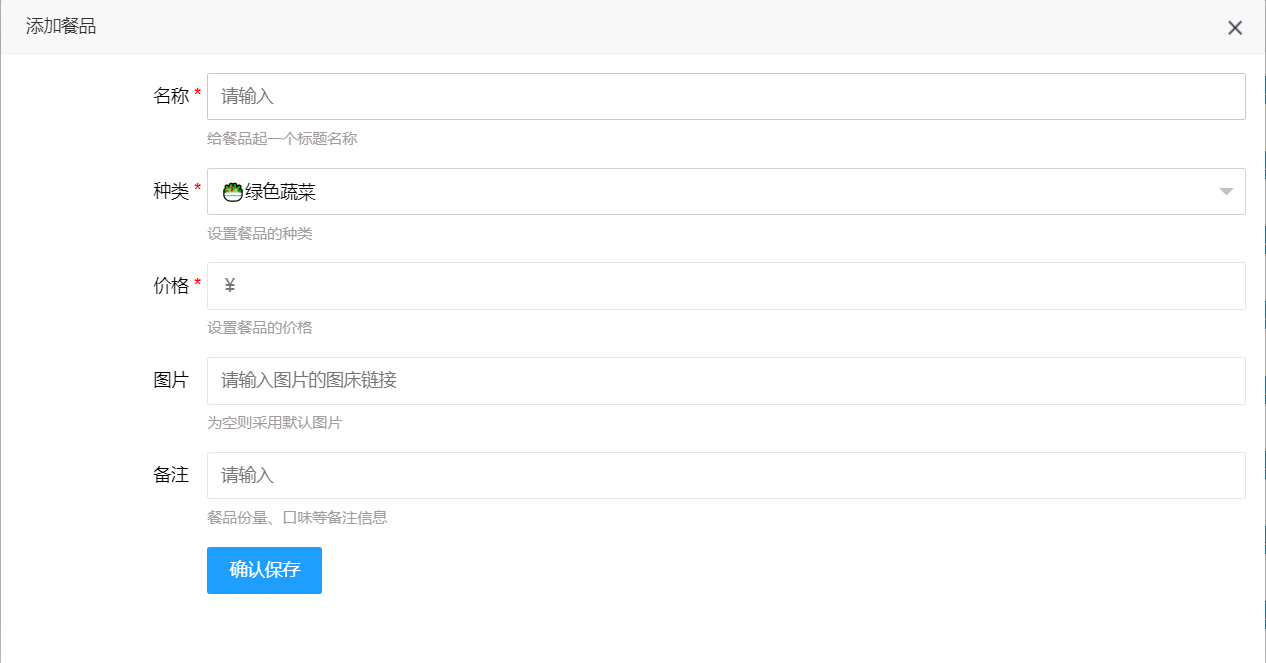 添加餐品
名称 * 请输入
给餐品起一个标题名称
种类 * 🥗绿色蔬菜
设置餐品的种类
价格 * ¥
设置餐品的价格
图片 请输入图片的图床链接
为空则采用默认图片
备注 请输入
餐品份量、口味等备注信息
确认保存